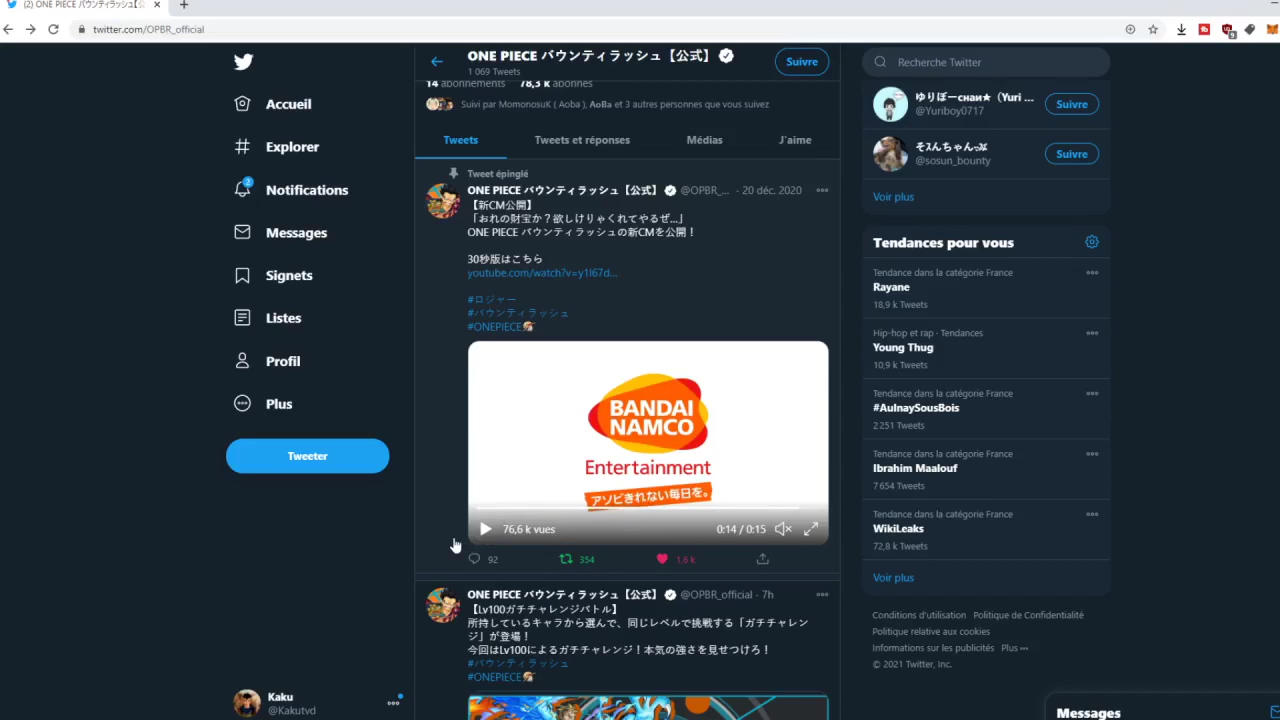 (2) ONE PIECE バウンティラッシュ【公
twitter.com/OPBR_official
9
Accueil
Explorer
2
Notifications
Messages
Signets
Listes
Profil
Plus
Tweeter
Kaku
@Kakutvd
ONE PIECE バウンティラッシュ【公式】
1 069 Tweets
Suivre
14 abonnements 78,3 k abonnés
Suivi par MomonosuK ( Aoba ), AoBa et 3 autres personnes que vous suivez
Tweets
Tweets et réponses
Médias
J'aime
Tweet épinglé
ONE PIECE バウンティラッシュ【公式】 @OPBR_... · 20 déc. 2020
【新CM公開】
「おれの財宝か？欲しけりゃくれてやるぜ…」
ONE PIECE バウンティラッシュの新CMを公開！
30秒版はこちら
youtube.com/watch?v=y1I67d...
#ロジャー
#バウンティラッシュ
#ONEPIECE
BANDAI
NAMCO
Entertainment
アソビきれない毎日を。
76,6 k vues
0:14 / 0:15
92
354
1,6 k
ONE PIECE バウンティラッシュ【公式】 @OPBR_official · 7h
【Lv100ガチチャレンジバトル】
所持しているキャラから選んで、同じレベルで挑戦する「ガチチャレン
ジ」が登場！
今回はLv100によるガチチャレンジ！本気の強さを見せつけろ！
#バウンティラッシュ
#ONEPIECE
Recherche Twitter
ゆりぼーcнaи★（Yuri ...
@Yuriboy0717
Suivre
@sosun_bounty
Suivre
Voir plus
Tendances pour vous
Tendance dans la catégorie France
Rayane
18,9 k Tweets
Hip-hop et rap · Tendances
Young Thug
10,9 k Tweets
Tendance dans la catégorie France
#AulnaySousBois
2 251 Tweets
Tendance dans la catégorie France
Ibrahim Maalouf
7 654 Tweets
Tendance dans la catégorie France
WikiLeaks
72,8 k Tweets
Voir plus
Conditions d'utilisation Politique de Confidentialité
Politique relative aux cookies
Informations sur les publicités Plus
© 2021 Twitter, Inc.
Messages